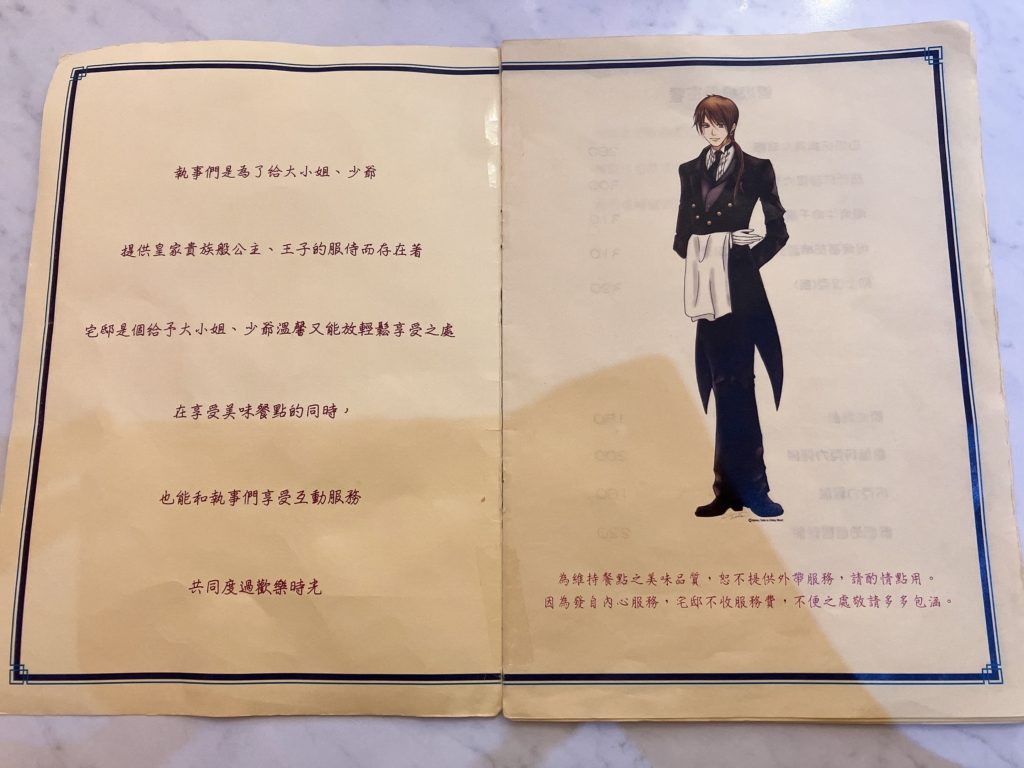 執事們是為了給大小姐、少爺
提供皇家貴族般公主、王子的服侍而存在著
宅邸是個給予大小姐、少爺溫馨又能放輕鬆享受之處
在享受美味餐點的同時，
也能和執事們享受互動服務
共同度過歡樂時光
為維持餐點之美味品質，恕不提供外帶服務，請酌情點用。
因為發自內心服務，宅邸不收服務費，不便之處敬請多多包涵。